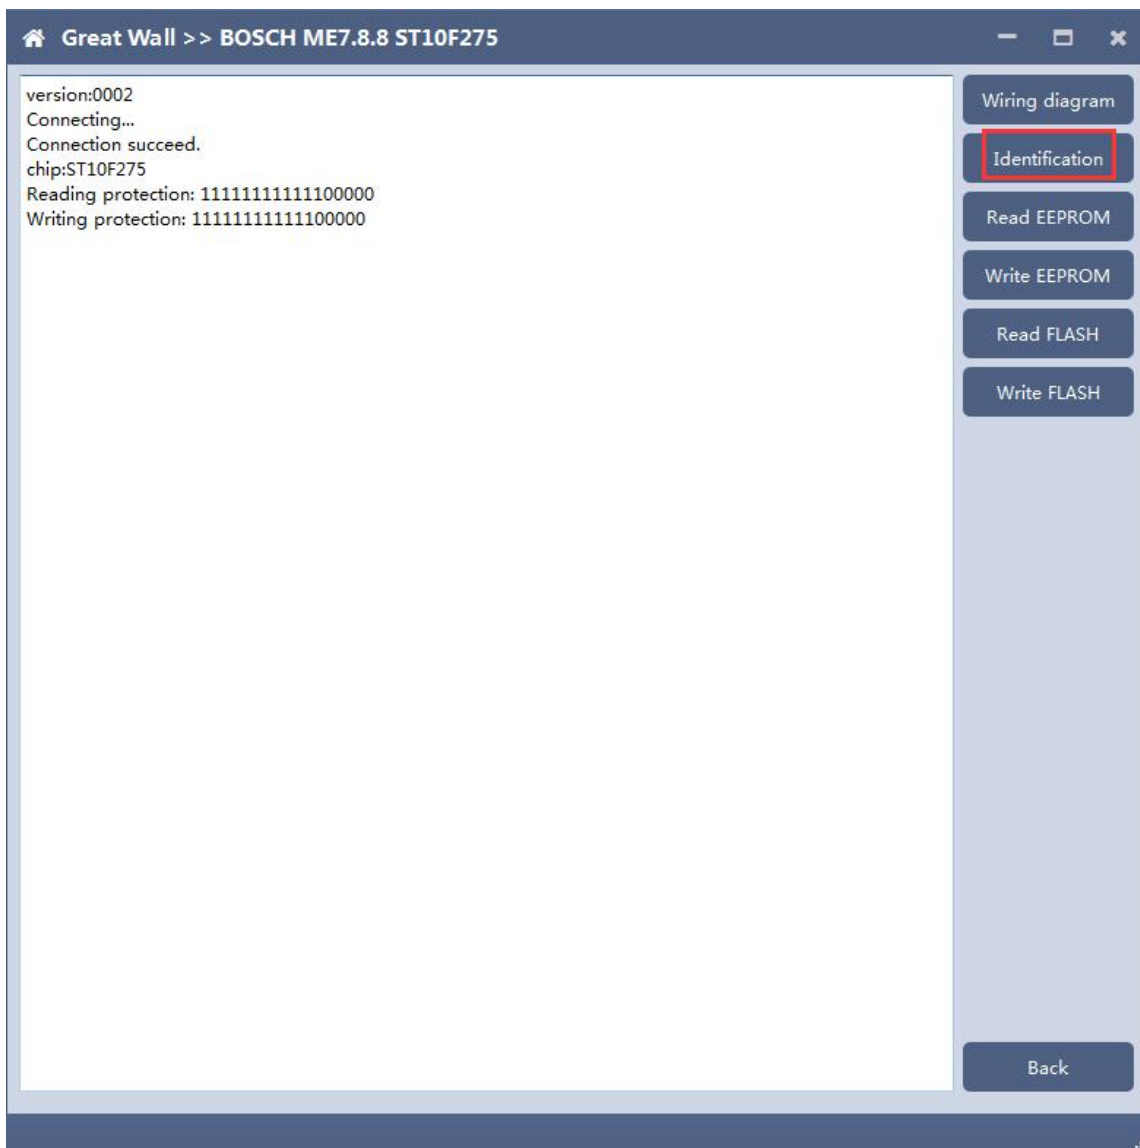 Great Wall >> BOSCH ME7.8.8 ST10F275
version:0002
Connecting...
Connection succeed.
chip:ST10F275
Reading protection: 11111111111100000
Writing protection: 11111111111100000
Wiring diagram
Identification
Read EEPROM
Write EEPROM
Read FLASH
Write FLASH
Back